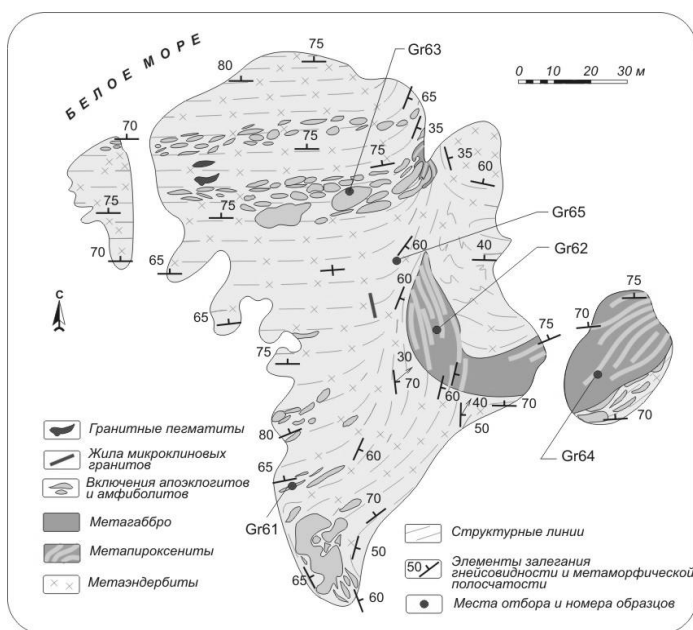 75
Gr63
80
БЕЛОЕ МОРЕ
0 10 20 30 м
65
70
35
75
75
35
60
Gr65
75
75
60
40
Gr62
70
65
С
60
75
70
75
65
75
30
70
60
40
70
50
70
80
60
Gr64
65
Gr61
70
50
65
60
Гранитные пегматиты
Жила микроклиновых
гранитов
Включения апоэклогитов
и амфиболитов
Метагаббро
Метапироксениты
Метаэндербиты
Структурные линии
50
Элементы залегания
гнейсовидности и метаморфической
полосчатости
Места отбора и номера образцов